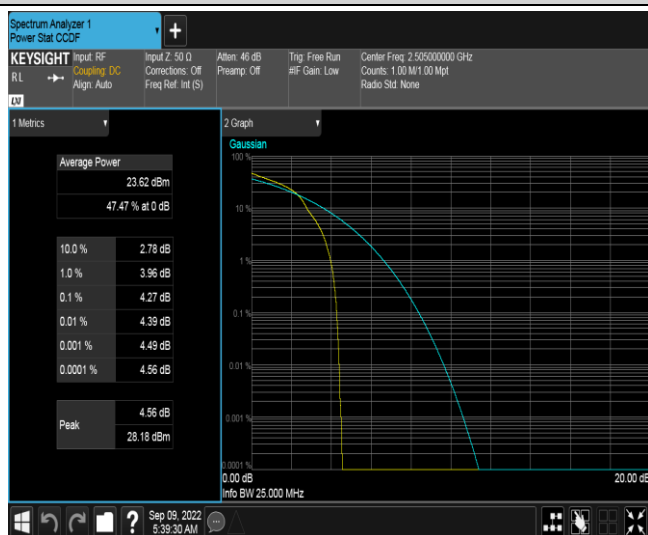 Spectrum Analyzer 1
Power Stat CCDF
KEYSIGHT
RL
LXI
Input: RF
Coupling: DC
Align: Auto
Input Z: 50 Ω
Corrections: Off
Freq Ref: Int (S)
Atten: 46 dB
Preamp: Off
Trig: Free Run
#IF Gain: Low
Center Freq: 2.505000000 GHz
Counts: 1.00 M/1.00 Mpt
Radio Std: None
1 Metrics
Average Power
23.62 dBm
47.47 % at 0 dB
10.0 % 2.78 dB
1.0 % 3.96 dB
0.1 % 4.27 dB
0.01 % 4.39 dB
0.001 % 4.49 dB
0.0001 % 4.56 dB
Peak
4.56 dB
28.18 dBm
2 Graph
Gaussian
100 %
10 %
1 %
0.1 %
0.01 %
0.001 %
0.0001 %
0.00 dB 20.00 dB
Info BW 25.000 MHz
Sep 09, 2022
5:39:30 AM